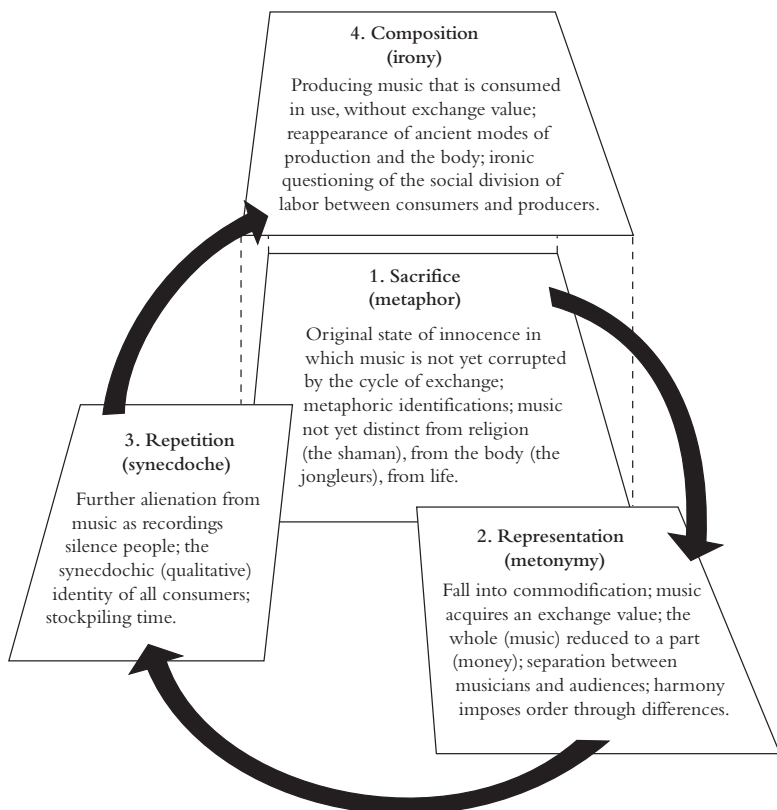 4. Composition
(irony)
Producing music that is consumed
in use, without exchange value;
reappearance of ancient modes of
production and the body; ironic
questioning of the social division of
labor between consumers and producers.
1. Sacrifice
(metaphor)
Original state of innocence in
which music is not yet corrupted
by the cycle of exchange;
metaphoric identifications; music
not yet distinct from religion
(the shaman), from the body (the
jongleurs), from life.
2. Representation
(metonymy)
Fall into commodification; music
acquires an exchange value; the
whole (music) reduced to a part
(money); separation between
musicians and audiences; harmony
imposes order through differences.
3. Repetition
(synecdoche)
Further alienation from
music as recordings
silence people; the
synecdochic (qualitative)
identity of all consumers;
stockpiling time.